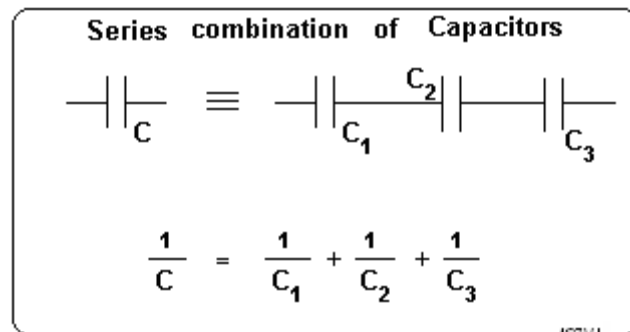 Series combination of Capacitors
C ≡ C₁ C₂ C₃
1/C = 1/C₁ + 1/C₂ + 1/C₃